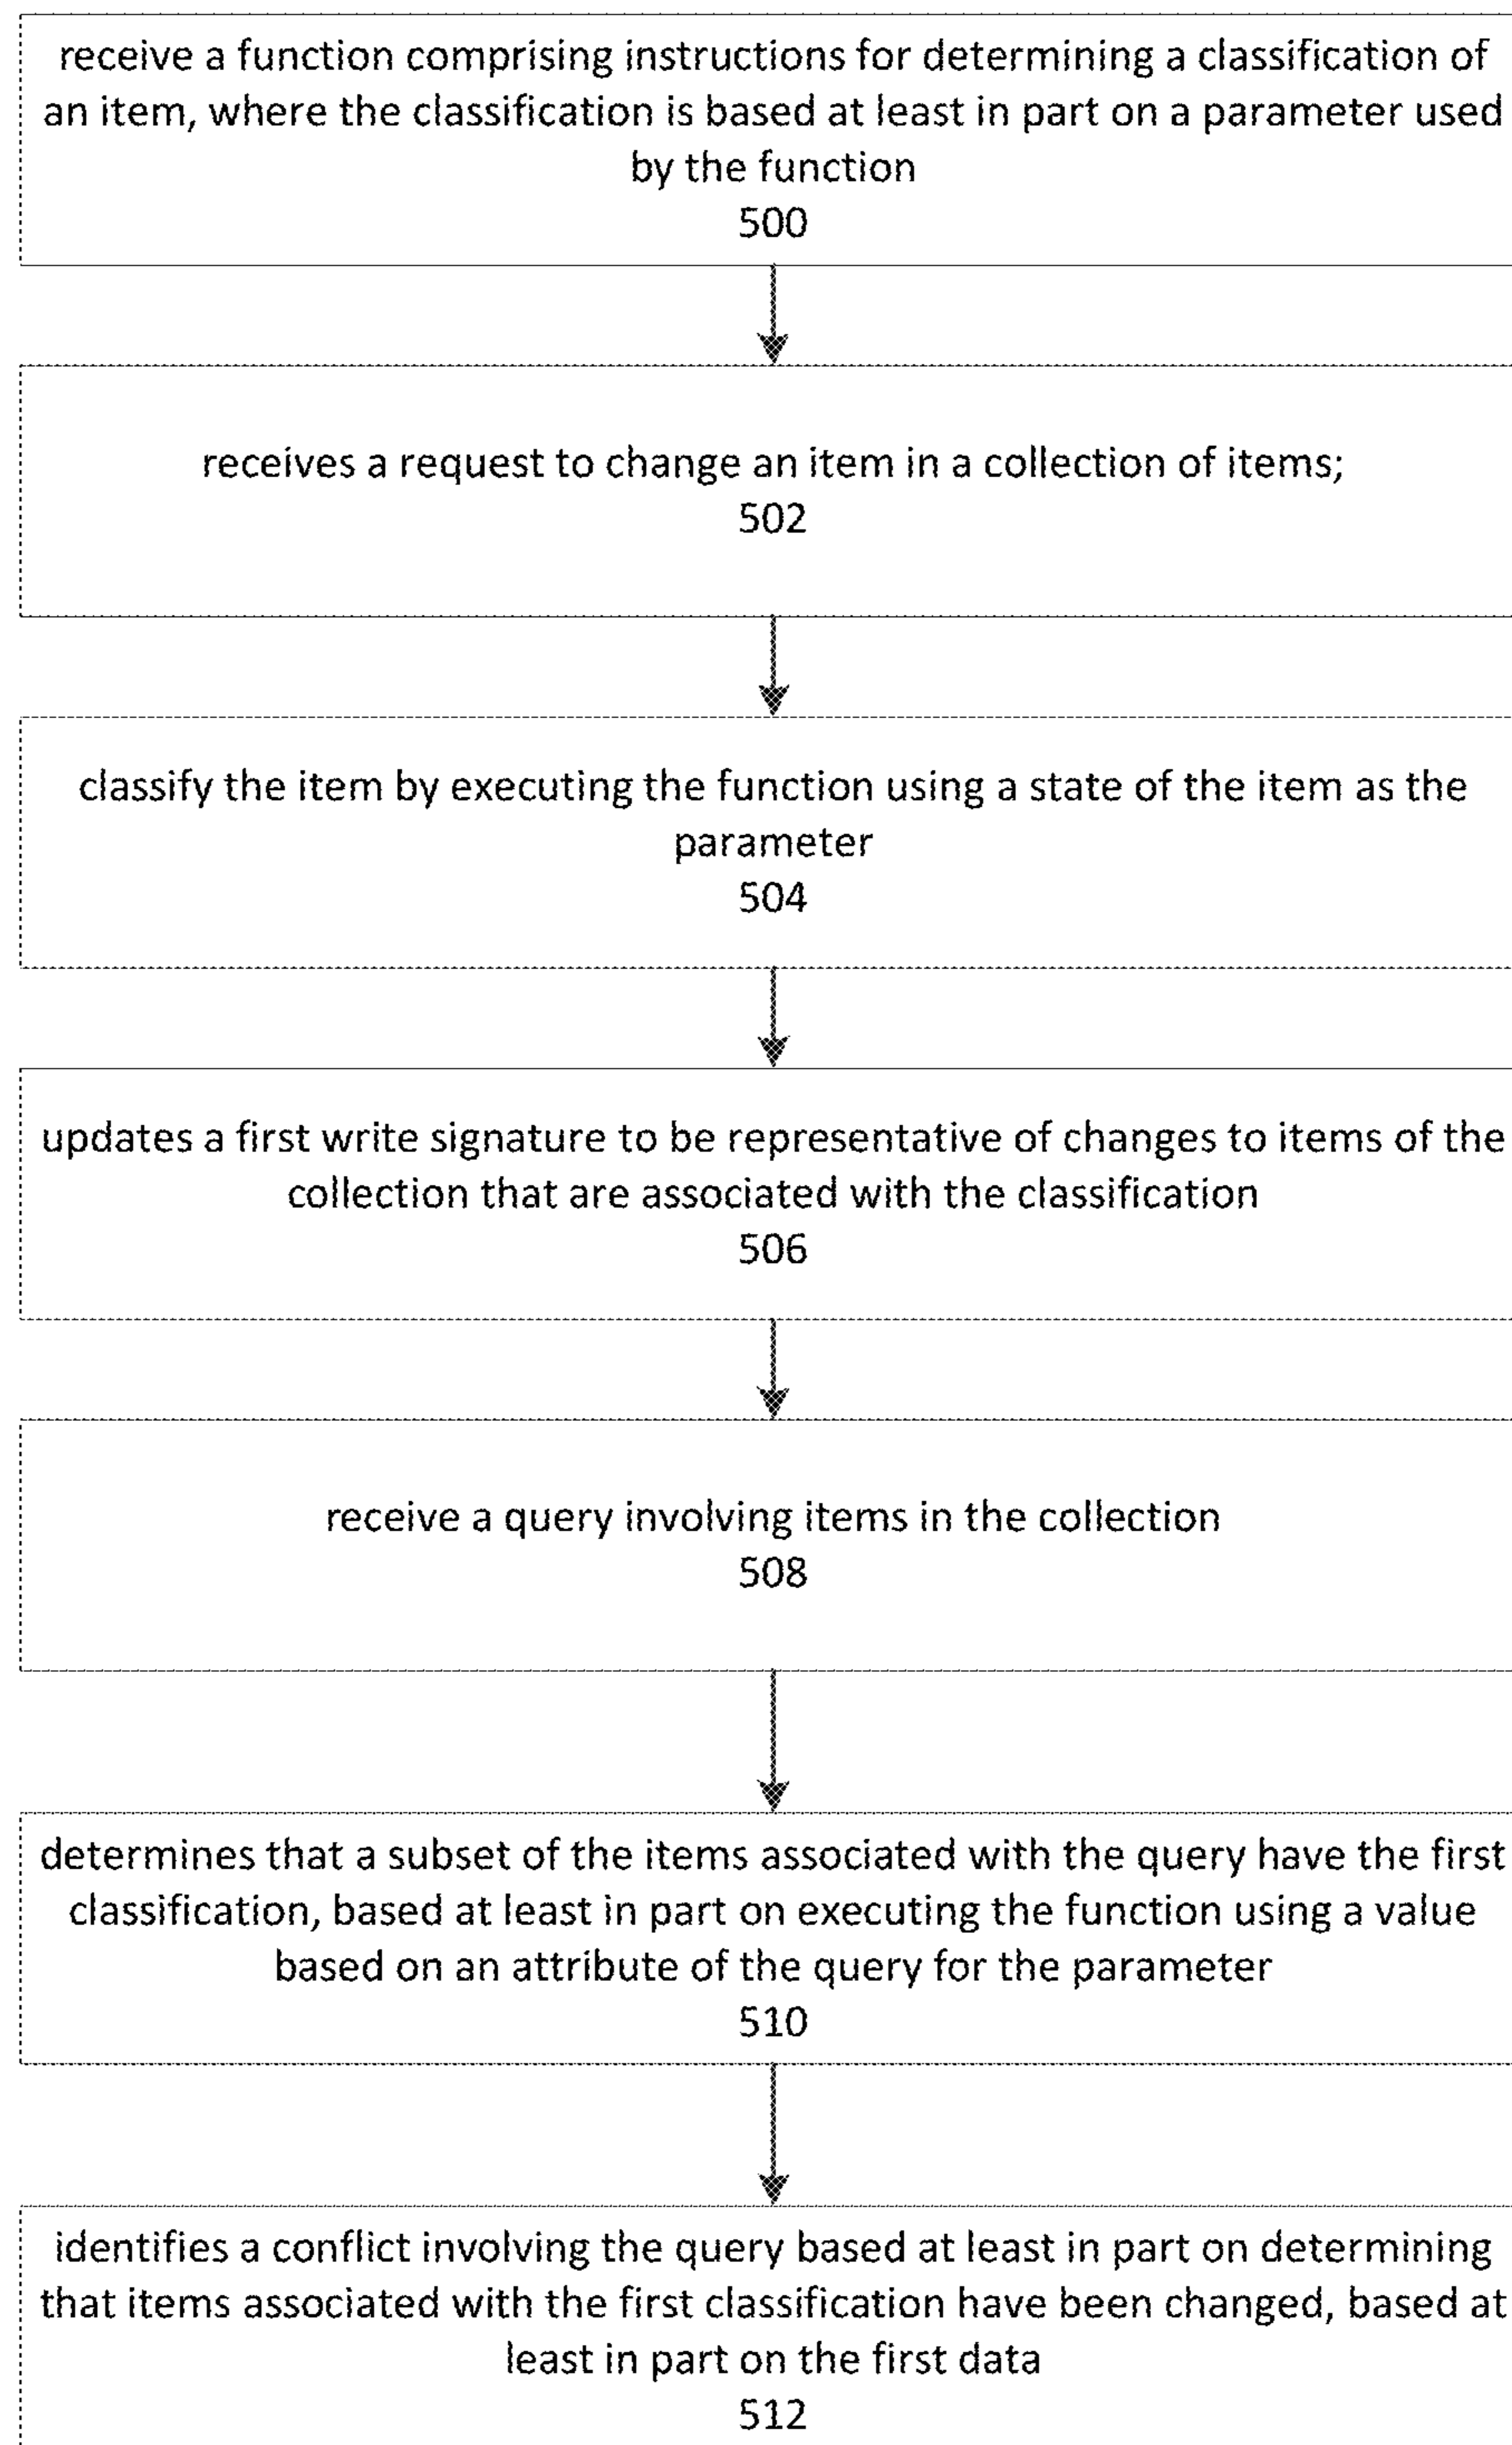 receive a function comprising instructions for determining a classification of
an item, where the classification is based at least in part on a parameter used
by the function
500
receives a request to change an item in a collection of items;
502
classify the item by executing the function using a state of the item as the
parameter
504
updates a first write signature to be representative of changes to items of the
collection that are associated with the classification
506
receive a query involving items in the collection
508
determines that a subset of the items associated with the query have the first
classification, based at least in part on executing the function using a value
based on an attribute of the query for the parameter
510
identifies a conflict involving the query based at least in part on determining
that items associated with the first classification have been changed, based at
least in part on the first data
512